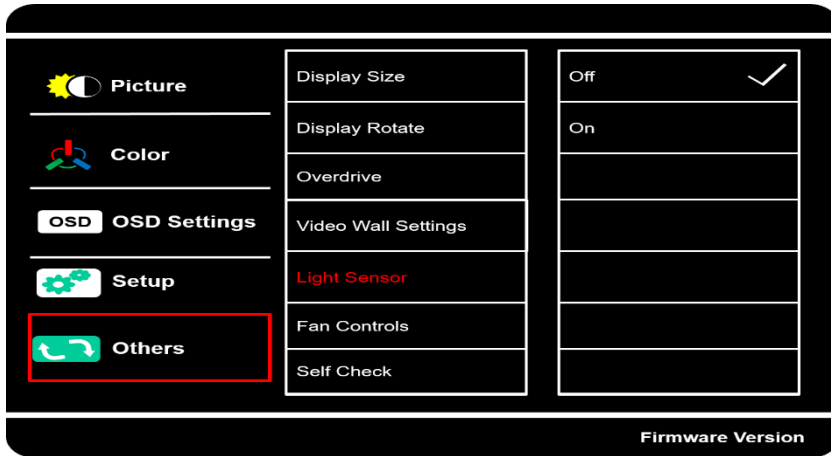 Picture
Color
OSD OSD Settings
Setup
Others
Display Size
Display Rotate
Overdrive
Video Wall Settings
Light Sensor
Fan Controls
Self Check
Off
On
Firmware Version